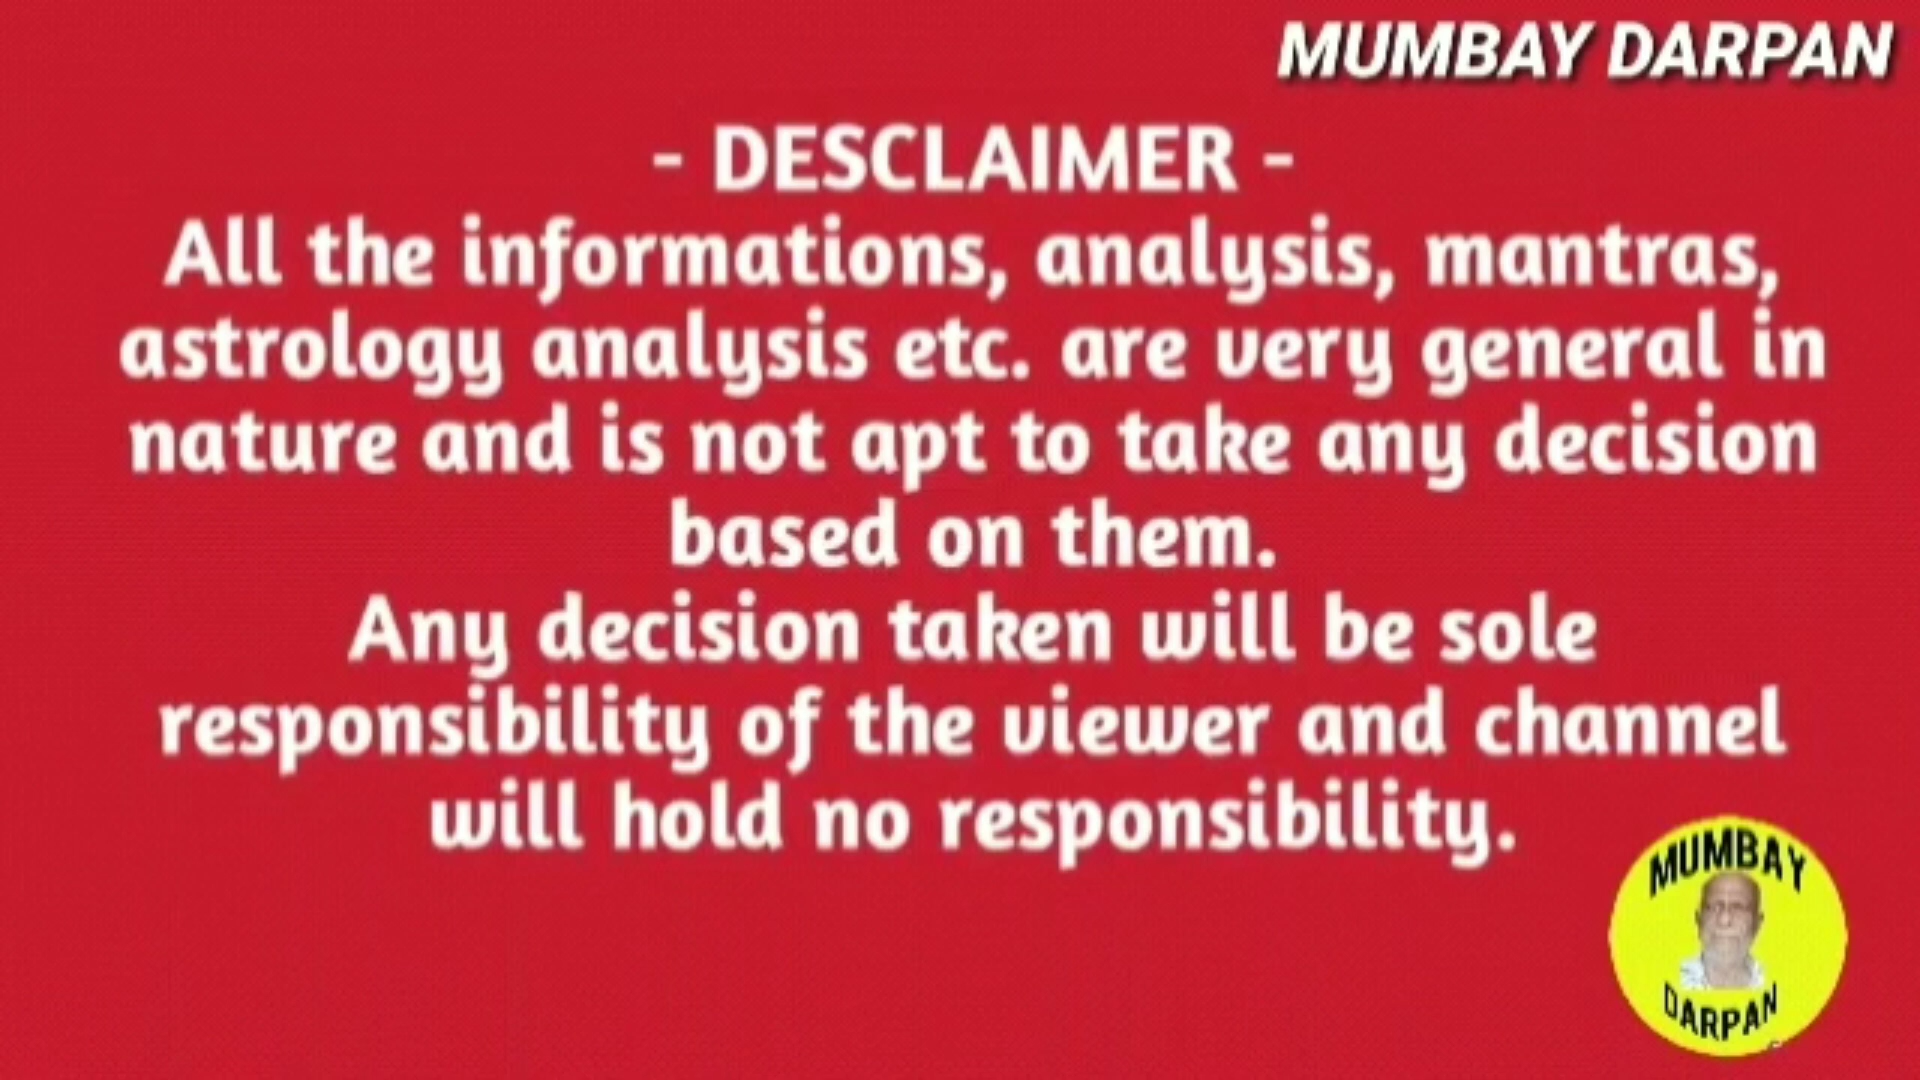 MUMBAY DARPAN
- DESCLAIMER -
All the informations, analysis, mantras,
astrology analysis etc. are very general in
nature and is not apt to take any decision
based on them.
Any decision taken will be sole
responsibility of the viewer and channel
will hold no responsibility.
MUMBAY
DARPAN